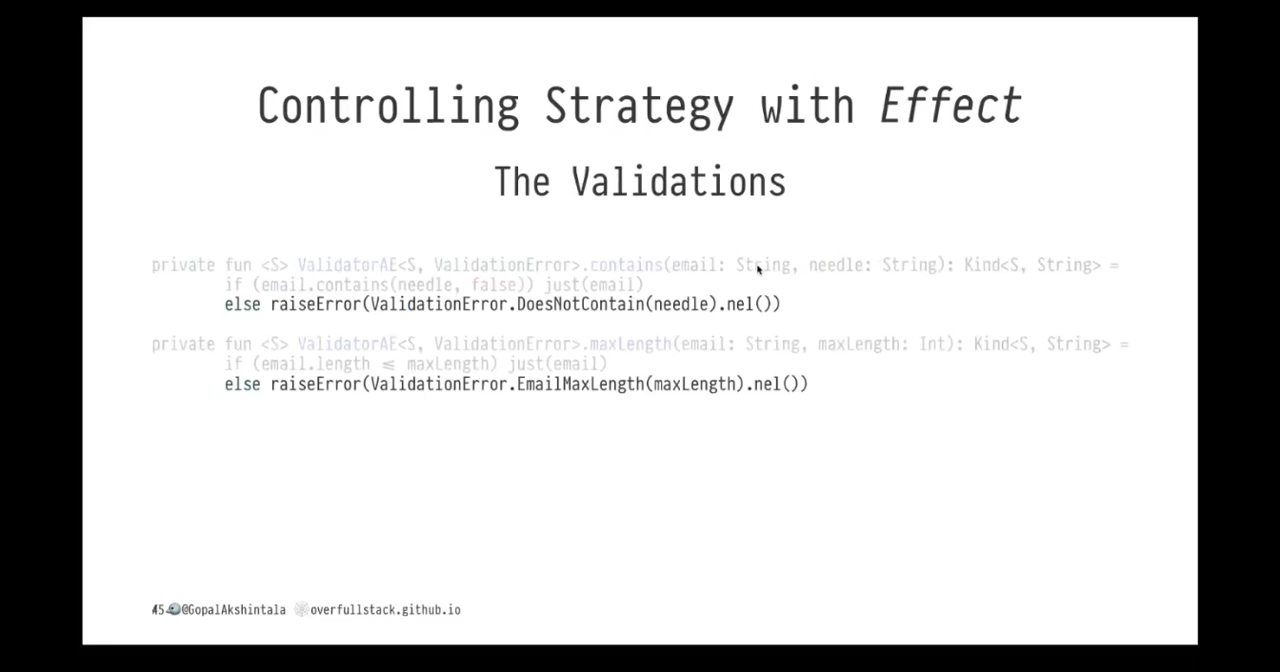 Controlling Strategy with Effect
The Validations
private fun <S> ValidatorAE<S, ValidationError>.contains(email: String, needle: String): Kind<S, String> =
if (email.contains(needle, false)) just(email)
else raiseError(ValidationError.DoesNotContain(needle).nel())
private fun <S> ValidatorAE<S, ValidationError>.maxLength(email: String, maxLength: Int): Kind<S, String> =
if (email.length ⩽ maxLength) just(email)
else raiseError(ValidationError.EmailMaxLength(maxLength).nel())
45 @GopalAkshintala overfullstack.github.io